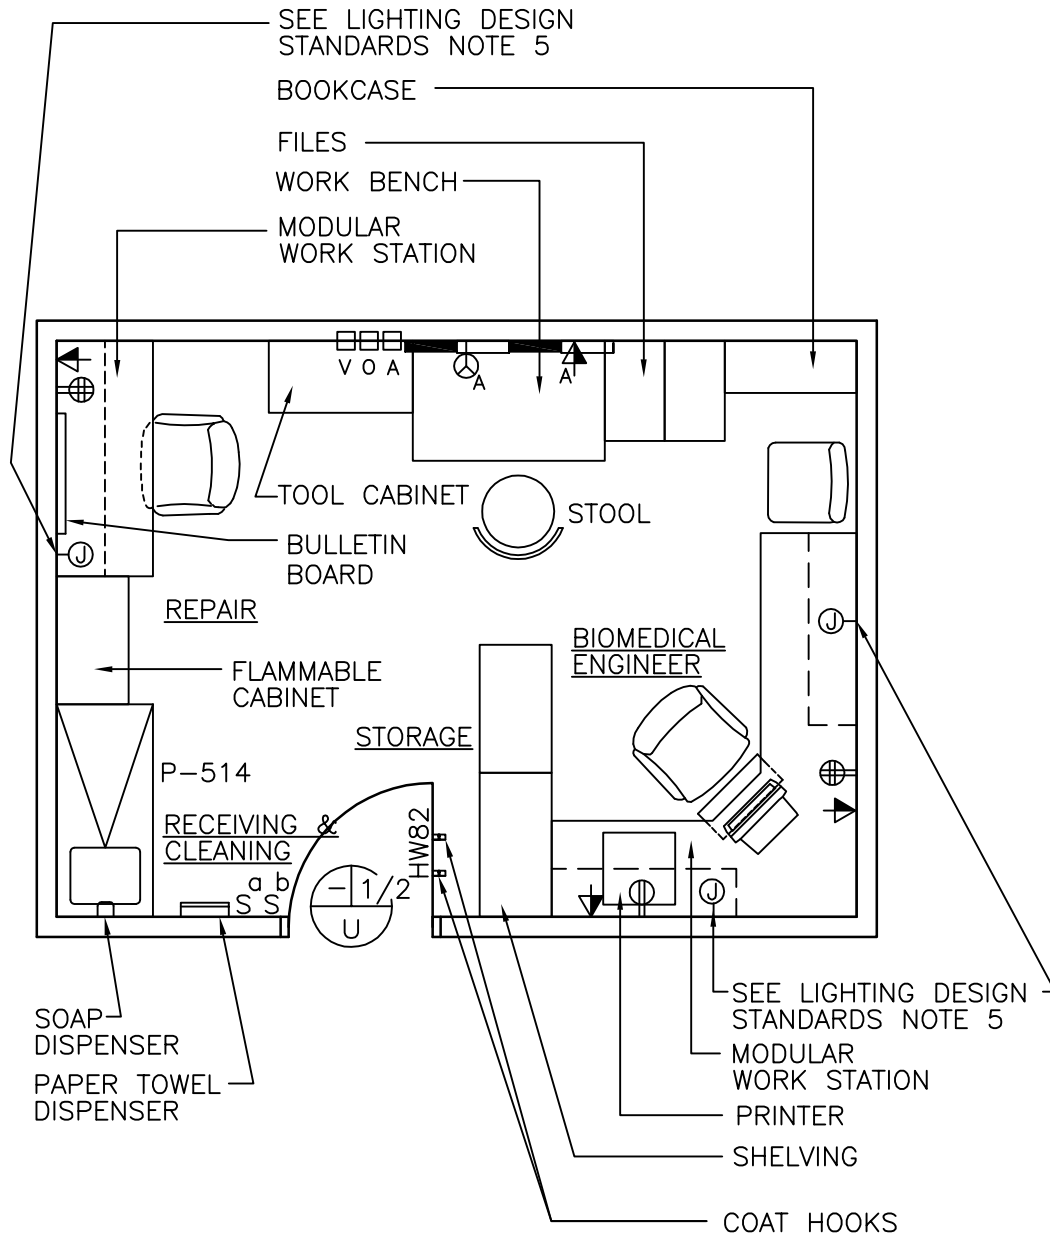 SEE LIGHTING DESIGN
STANDARDS NOTE 5
BOOKCASE
FILES
WORK BENCH
MODULAR
WORK STATION
V O A
A
A
TOOL CABINET
STOOL
BULLETIN
BOARD
J
REPAIR
J
BIOMEDICAL
ENGINEER
FLAMMABLE
CABINET
STORAGE
P-514
RECEIVING &
CLEANING
HW82
a b
S S
- 1/2
U
J
SOAP
DISPENSER
PAPER TOWEL
DISPENSER
SEE LIGHTING DESIGN
STANDARDS NOTE 5
MODULAR
WORK STATION
PRINTER
SHELVING
COAT HOOKS